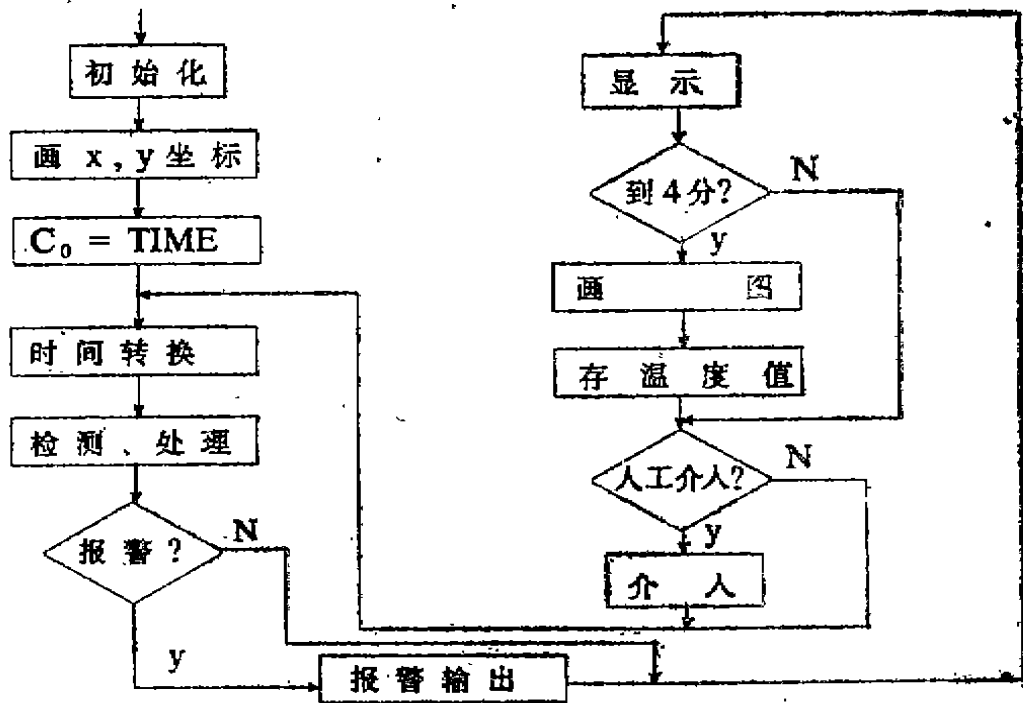 初始化
画 x, y 坐标
C₀ = TIME
时间转换
检测、处理
报警?
N
y
报警输出
显示
到4分?
N
y
画 图
存温度值
人工介人?
N
y
介人